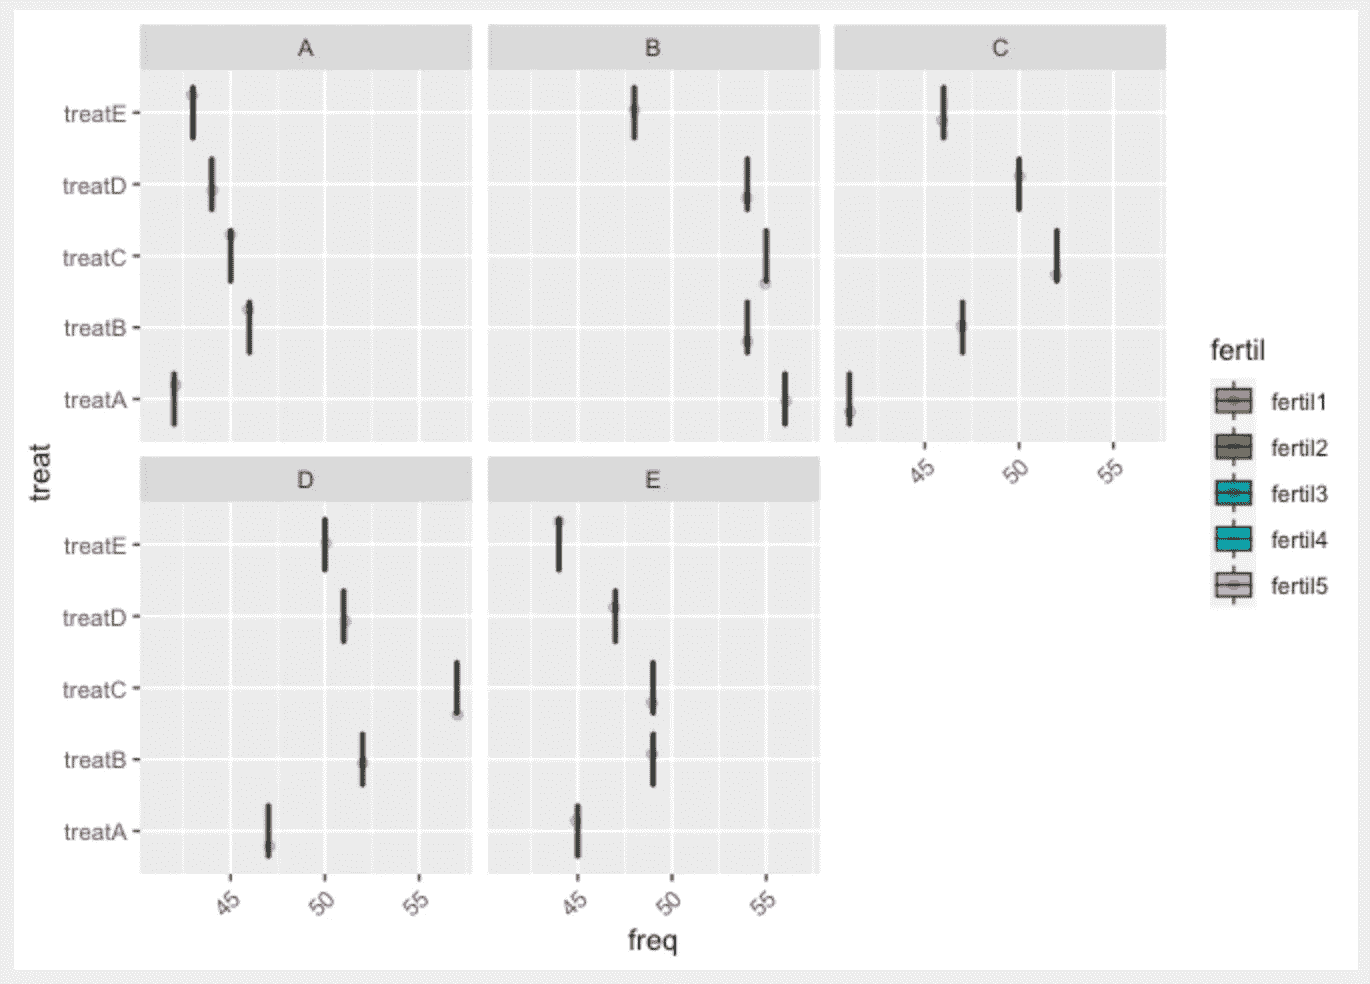 A
B
C
treatE
treatD
treatC
treatB
treatA
45
50
55
D
E
treatE
treatD
treatC
treatB
treatA
45
50
55
45
50
55
treat
freq
fertil
fertil1
fertil2
fertil3
fertil4
fertil5